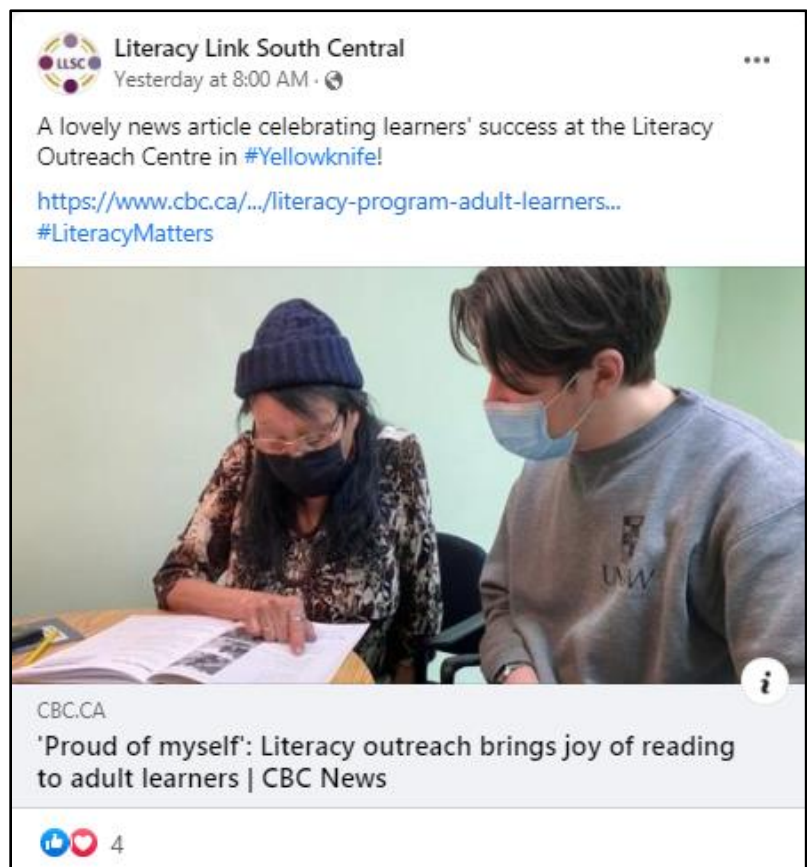 LLSC
Literacy Link South Central
Yesterday at 8:00 AM ·
A lovely news article celebrating learners' success at the Literacy
Outreach Centre in #Yellowknife!
https://www.cbc.ca/.../literacy-program-adult-learners...
#LiteracyMatters
CBC.CA
i
'Proud of myself': Literacy outreach brings joy of reading
to adult learners | CBC News
4